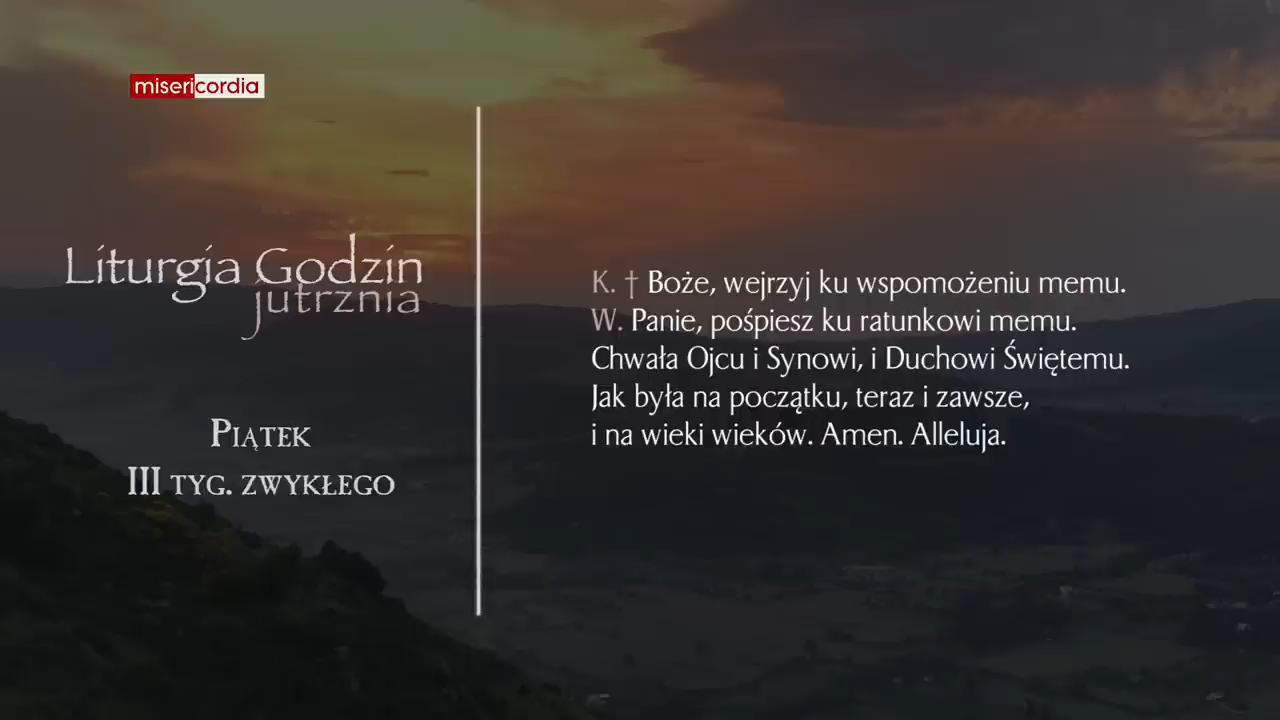 misericordia
Liturgia Godzin
jutrznia
Piątek
III tyg. zwykłego
K. † Boże, wejrzyj ku wspomożeniu memu.
W. Panie, pośpiesz ku ratunkowi memu.
Chwała Ojcu i Synowi, i Duchowi Świętemu.
Jak była na początku, teraz i zawsze,
i na wieki wieków. Amen. Alleluja.